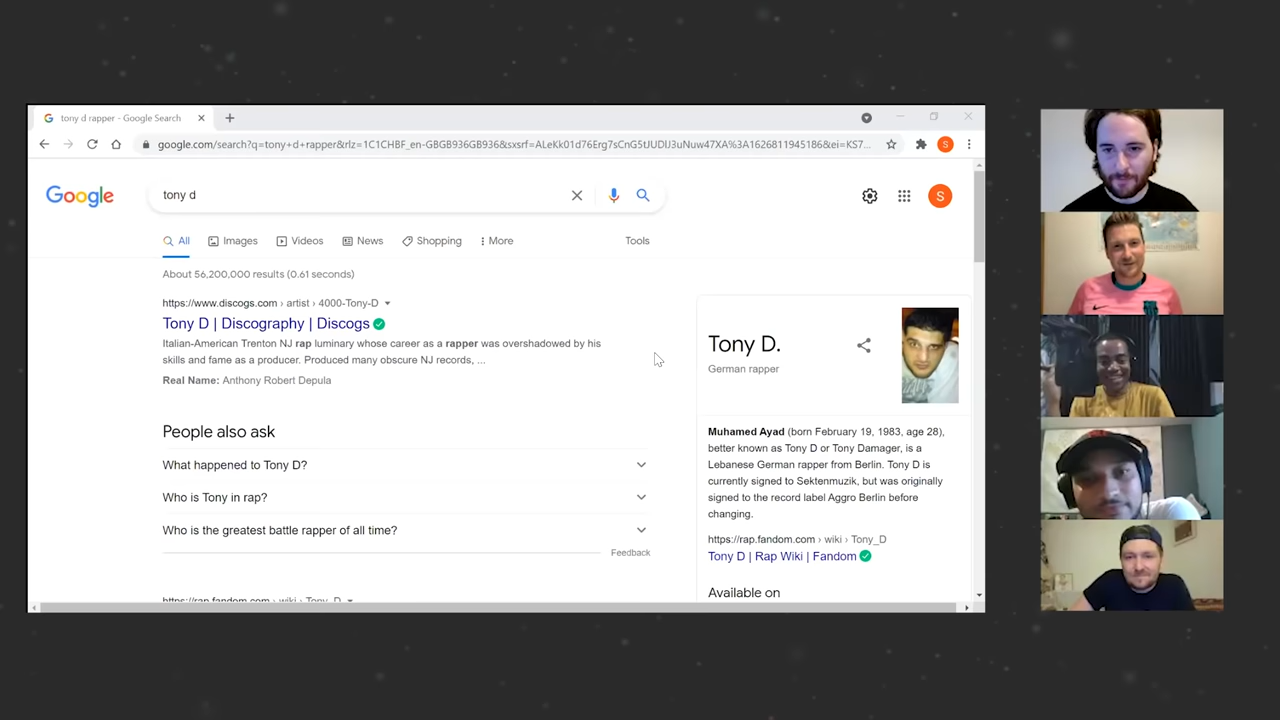 tony d rapper - Google Search
google.com/search?q=tony+d+rapper&rlz=1C1CHBF_en-GBGB936GB936&sxsrf=ALeKk01d76Erg7sCnG5tJUDIJ3uNuw47XA%3A1626811945186&ei=KS7...
S
Google
tony d
S
All
Images
Videos
News
Shopping
More
Tools
About 56,200,000 results (0.61 seconds)
https://www.discogs.com › artist › 4000-Tony-D
Tony D | Discography | Discogs
Italian-American Trenton NJ rap luminary whose career as a rapper was overshadowed by his
skills and fame as a producer. Produced many obscure NJ records, ...
Real Name: Anthony Robert Depula
People also ask
What happened to Tony D?
Who is Tony in rap?
Who is the greatest battle rapper of all time?
Feedback
https://rap.fandom.com › wiki › Tony_D
Tony D.
German rapper
Muhamed Ayad (born February 19, 1983, age 28),
better known as Tony D or Tony Damager, is a
Lebanese German rapper from Berlin. Tony D is
currently signed to Sektenmuzik, but was originally
signed to the record label Aggro Berlin before
changing.
https://rap.fandom.com › wiki › Tony_D
Tony D | Rap Wiki | Fandom
Available on